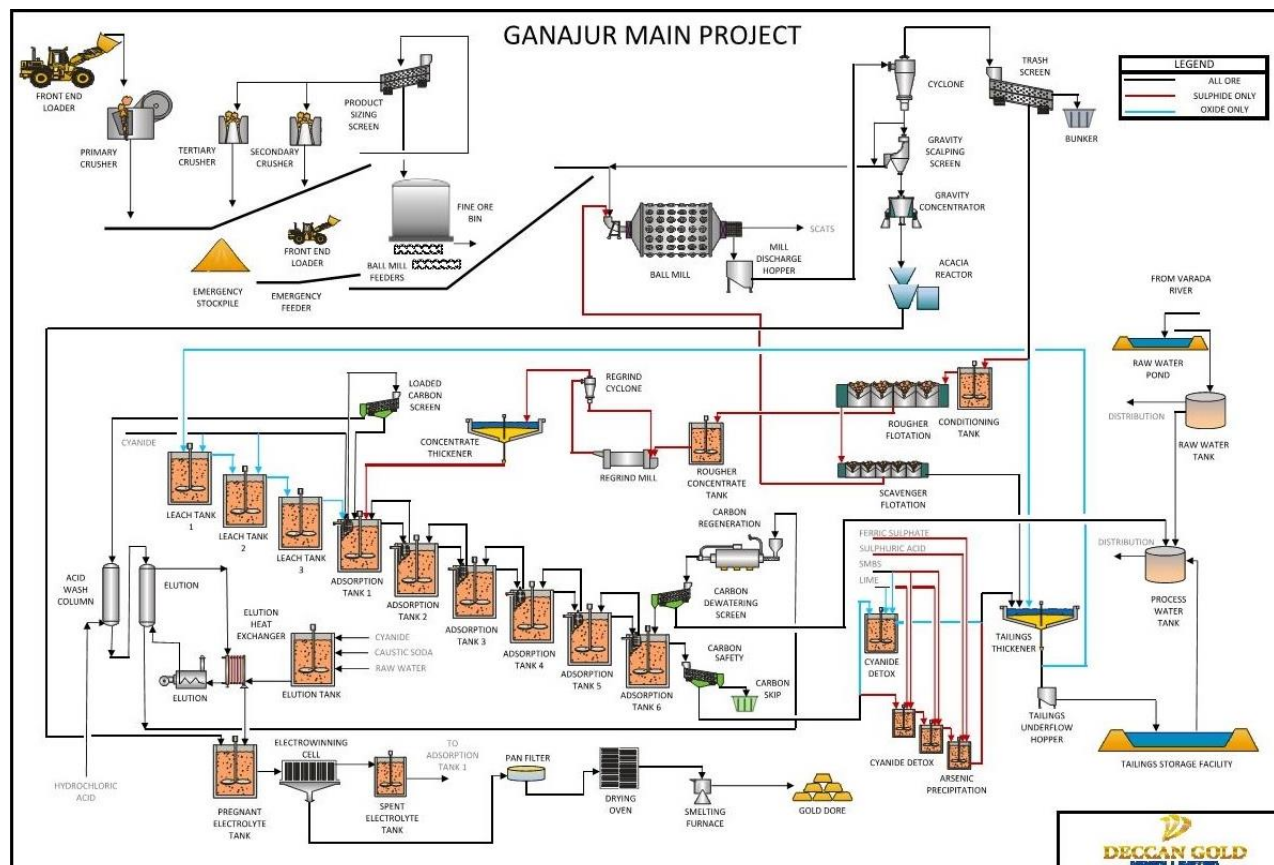 GANAJUR MAIN PROJECT
LEGEND
ALL ORE
SULPHIDE ONLY
OXIDE ONLY
FRONT END
LOADER
PRIMARY
CRUSHER
TERTIARY
CRUSHER
SECONDARY
CRUSHER
PRODUCT
SIZING
SCREEN
FINE ORE
BIN
FRONT END
LOADER
BALL MILL
FEEDERS
EMERGENCY
STOCKPILE
EMERGENCY
FEEDER
BALL MILL
SCATS
MILL
DISCHARGE
HOPPER
CYCLONE
TRASH
SCREEN
BUNKER
GRAVITY
SCALPING
SCREEN
GRAVITY
CONCENTRATOR
ACACIA
REACTOR
FROM VARADA
RIVER
RAW WATER
POND
DISTRIBUTION
RAW WATER
TANK
LOADED
CARBON
SCREEN
REGRIND
CYCLONE
CONCENTRATE
THICKENER
REGRIND MILL
ROUGHER
CONCENTRATE
TANK
ROUGHER
FLOTATION
CONDITIONING
TANK
SCAVENGER
FLOTATION
CYANIDE
LEACH TANK
1
LEACH TANK
2
LEACH TANK
3
ADSORPTION
TANK 1
ADSORPTION
TANK 2
ADSORPTION
TANK 3
ADSORPTION
TANK 4
ADSORPTION
TANK 5
ADSORPTION
TANK 6
CARBON
REGENERATION
CARBON
DEWATERING
SCREEN
CARBON
SAFETY
CARBON
SKIP
FERRIC SULPHATE
SULPHURIC ACID
SMBS
LIME
CYANIDE
DETOX
CYANIDE DETOX
ARSENIC
PRECIPITATION
TAILINGS
THICKENER
TAILINGS
UNDERFLOW
HOPPER
DISTRIBUTION
PROCESS
WATER
TANK
TAILINGS STORAGE FACILITY
ACID
WASH
COLUMN
ELUTION
ELUTION
HEAT
EXCHANGER
ELUTION
CYANIDE
CAUSTIC SODA
RAW WATER
ELUTION TANK
HYDROCHLORIC
ACID
PREGNANT
ELECTROLYTE
TANK
ELECTROWINNING
CELL
SPENT
ELECTROLYTE
TANK
TO
ADSORPTION
TANK 1
PAN FILTER
DRYING
OVEN
SMELTING
FURNACE
GOLD DORE
DECCAN GOLD